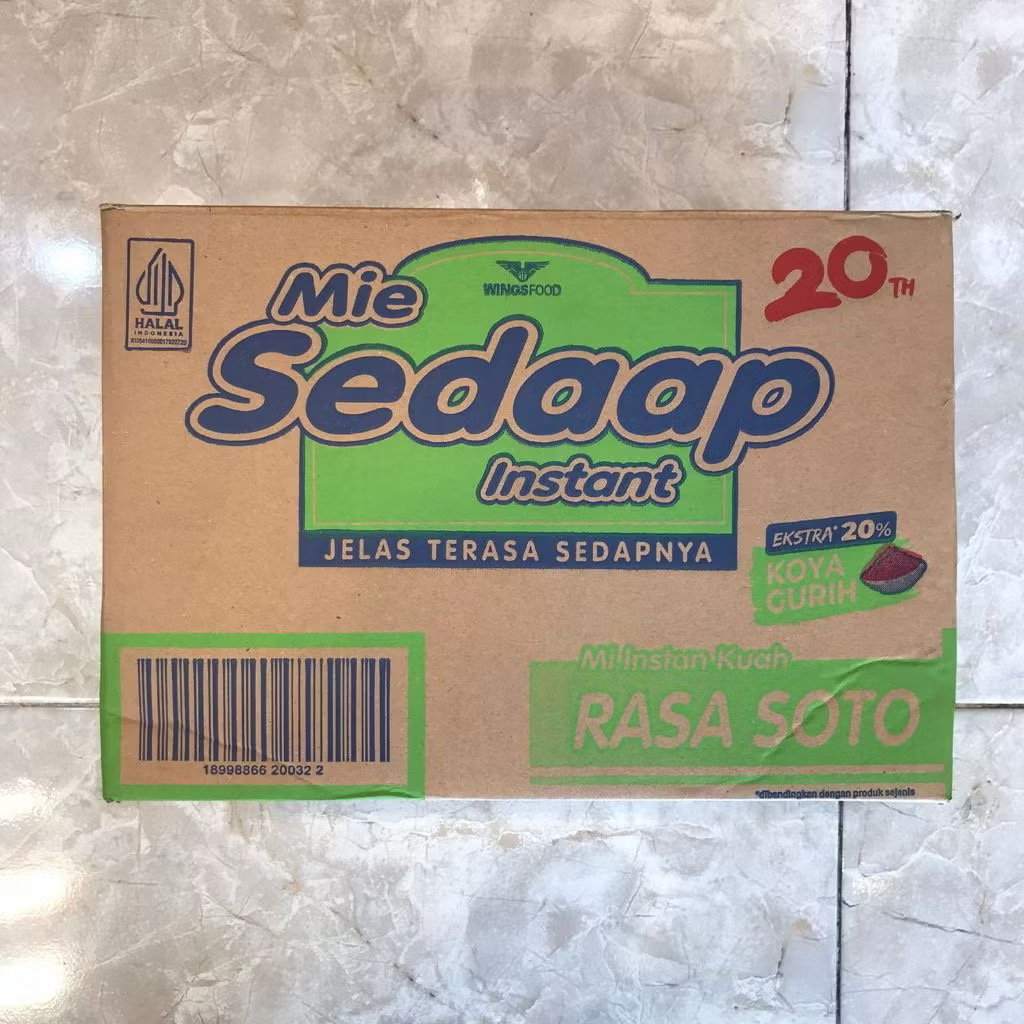 HALAL
INDONESIA
WINGSFOOD
20TH
Mie
Sedaap
Instant
JELAS TERASA SEDAPNYA
EKSTRA* 20%
KOYA
GURIH
Mi Instan Kuah
RASA SOTO
18998866 20032 2
*dibandingkan dengan produk sejenis